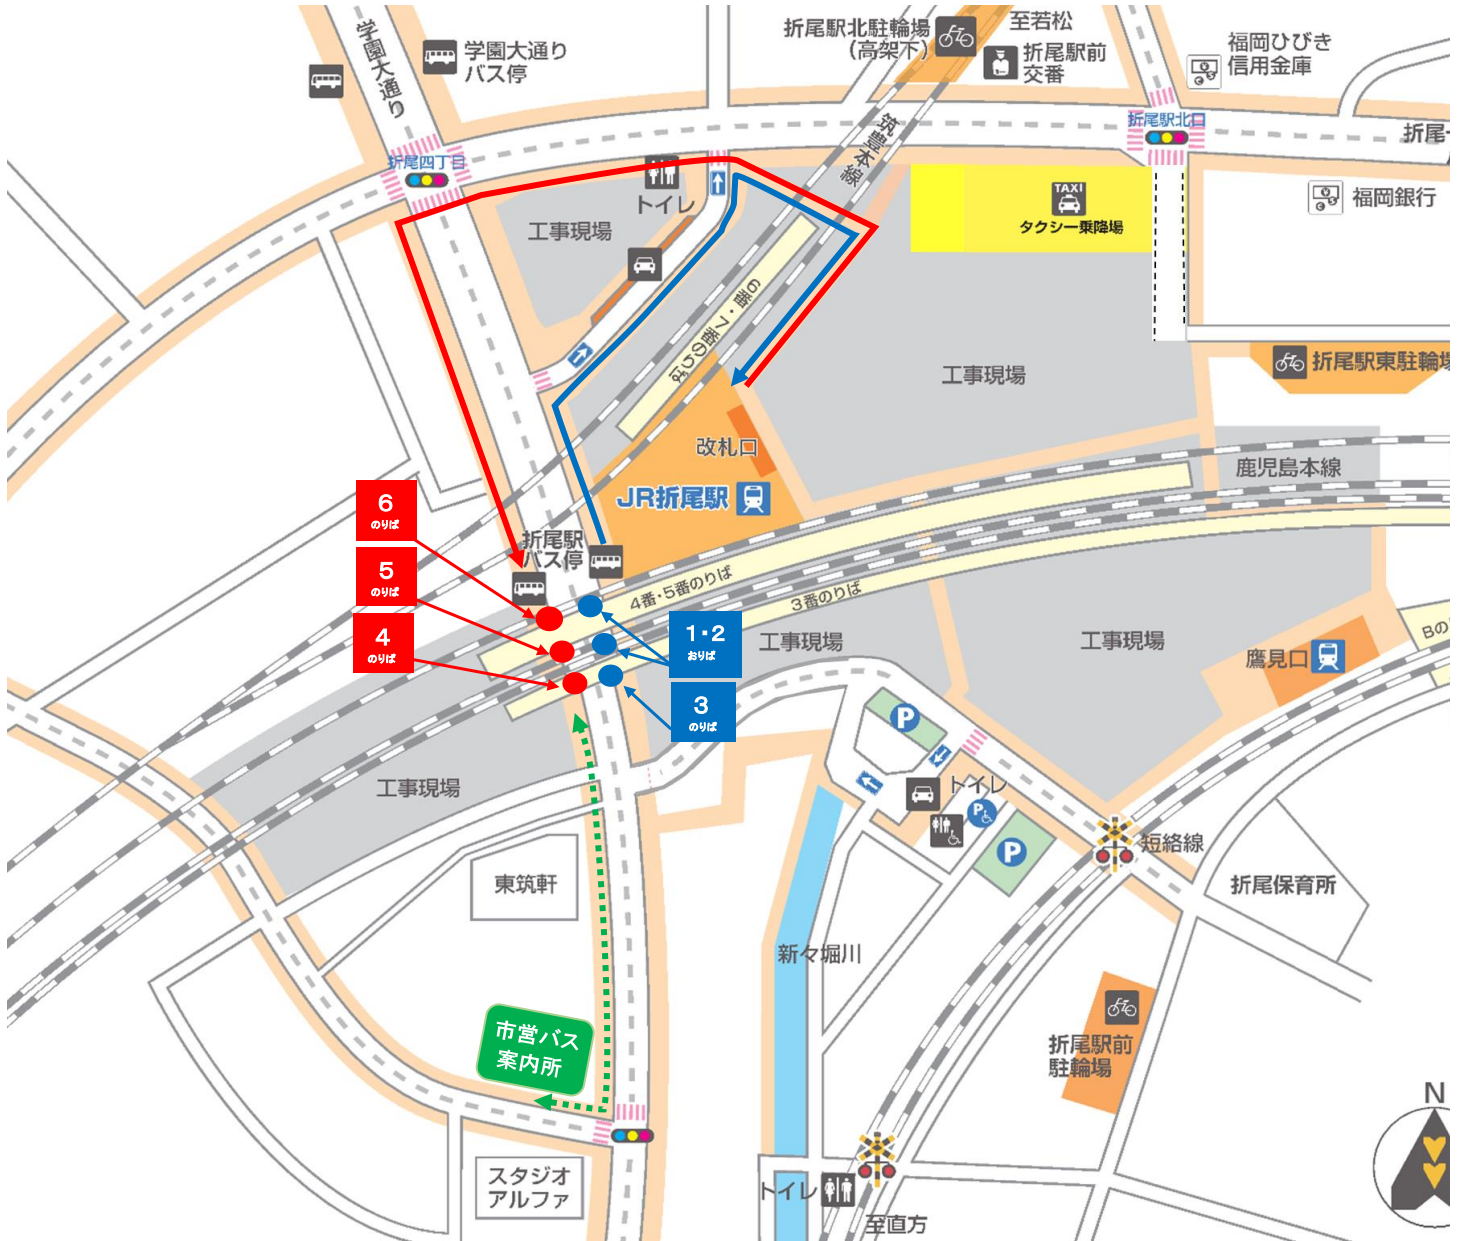 学園大通り
学園大通り
バス停
折尾駅北駐輪場
(高架下)
至若松
折尾駅前
交番
福岡ひびき
信用金庫
折尾駅北口
折尾
折尾四丁目
筑豊本線
トイレ
工事現場
TAXI
タクシー乗降場
福岡銀行
6番・7番のりば
工事現場
折尾駅東駐輪場
改札口
JR折尾駅
鹿児島本線
6
のりば
折尾駅
バス停
5
のりば
4番・5番のりば
3番のりば
4
のりば
1・2
おりば
工事現場
工事現場
Bの
鷹見口
3
のりば
P
工事現場
トイレ
P
P
短絡線
東筑軒
折尾保育所
新々堀川
市営バス
案内所
折尾駅前
駐輪場
N
スタジオ
アルファ
トイレ
至直方